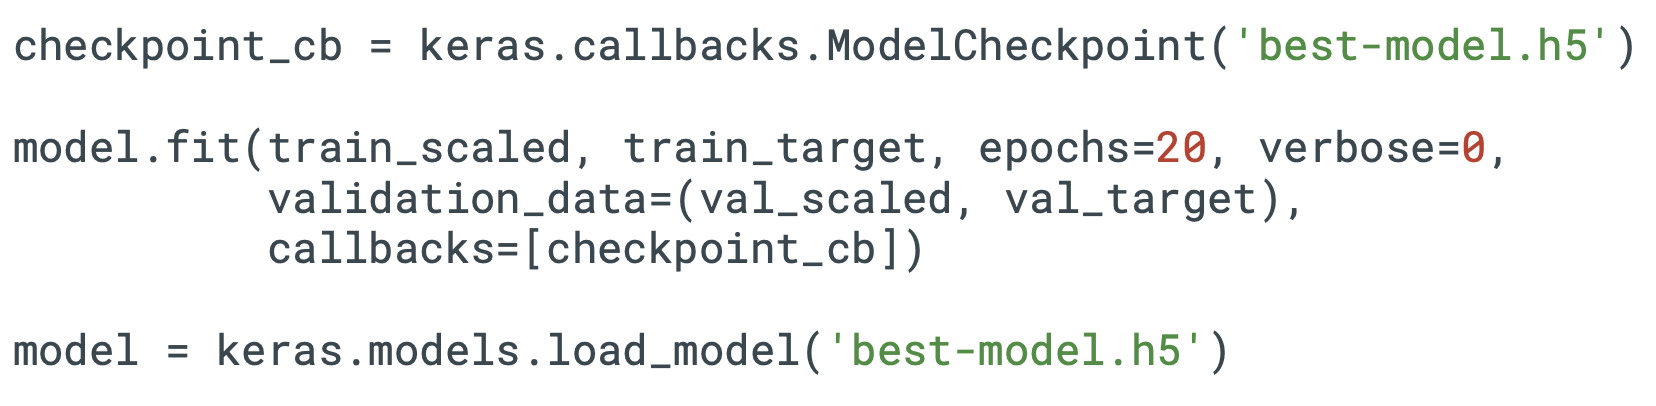 checkpoint_cb = keras.callbacks.ModelCheckpoint('best-model.h5')
model.fit(train_scaled, train_target, epochs=20, verbose=0,
          validation_data=(val_scaled, val_target),
          callbacks=[checkpoint_cb])
model = keras.models.load_model('best-model.h5')